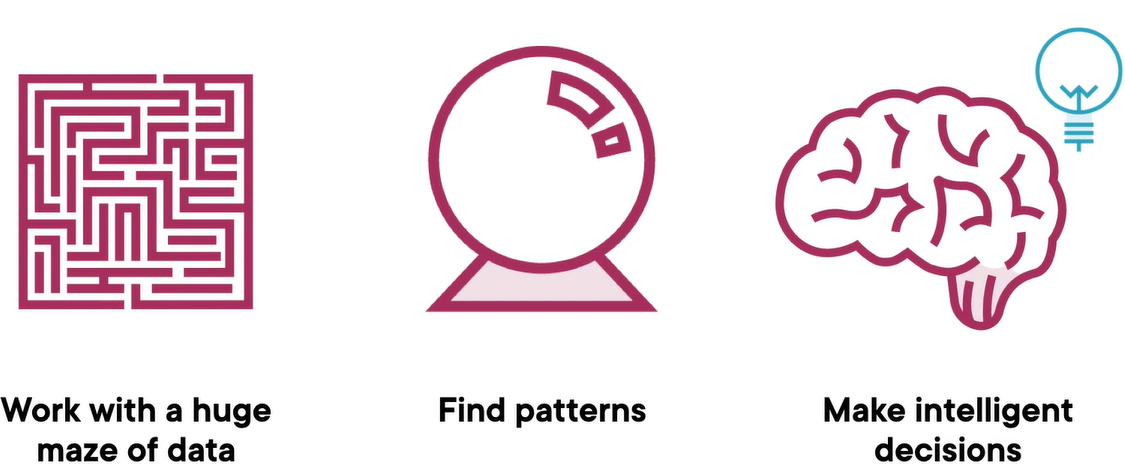 Work with a huge
maze of data
Find patterns
Make intelligent
decisions